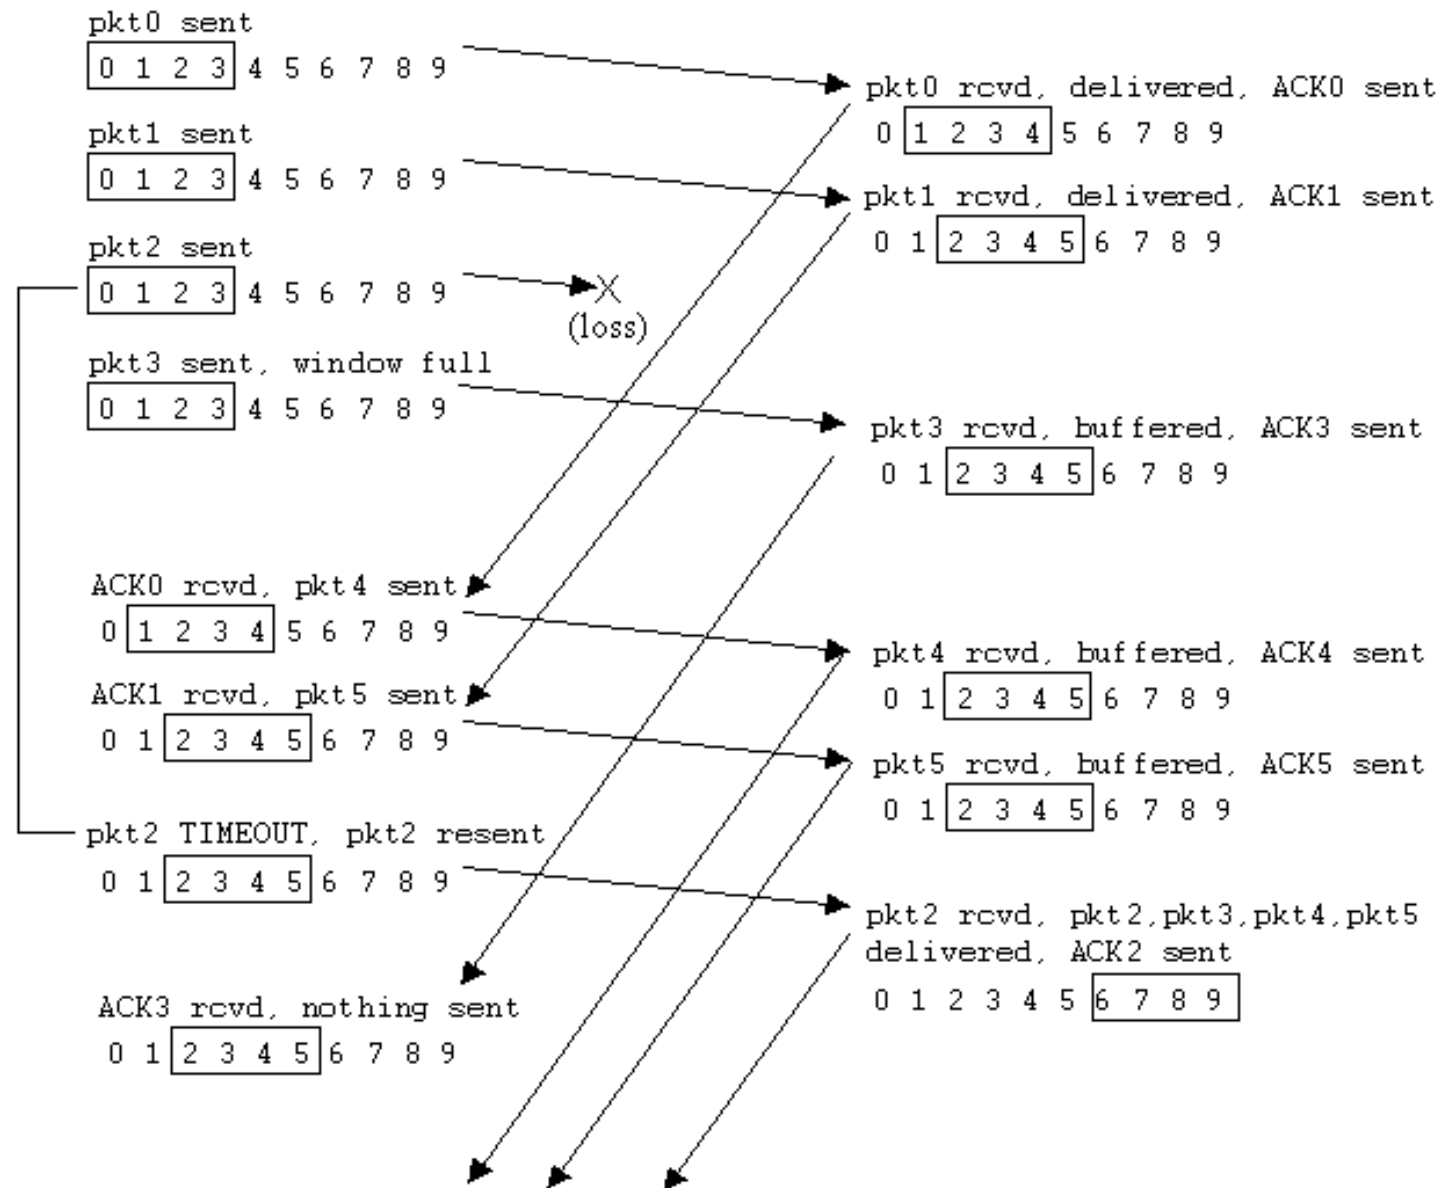 pkt0 sent
0 1 2 3 4 5 6 7 8 9
pkt1 sent
0 1 2 3 4 5 6 7 8 9
pkt2 sent
0 1 2 3 4 5 6 7 8 9
X
(loss)
pkt3 sent, window full
0 1 2 3 4 5 6 7 8 9
ACK0 rcvd, pkt4 sent
0 1 2 3 4 5 6 7 8 9
ACK1 rcvd, pkt5 sent
0 1 2 3 4 5 6 7 8 9
pkt2 TIMEOUT, pkt2 resent
0 1 2 3 4 5 6 7 8 9
ACK3 rcvd, nothing sent
0 1 2 3 4 5 6 7 8 9
pkt0 rcvd, delivered, ACK0 sent
0 1 2 3 4 5 6 7 8 9
pkt1 rcvd, delivered, ACK1 sent
0 1 2 3 4 5 6 7 8 9
pkt3 rcvd, buffered, ACK3 sent
0 1 2 3 4 5 6 7 8 9
pkt4 rcvd, buffered, ACK4 sent
0 1 2 3 4 5 6 7 8 9
pkt5 rcvd, buffered, ACK5 sent
0 1 2 3 4 5 6 7 8 9
pkt2 rcvd, pkt2,pkt3,pkt4,pkt5
delivered, ACK2 sent
0 1 2 3 4 5 6 7 8 9